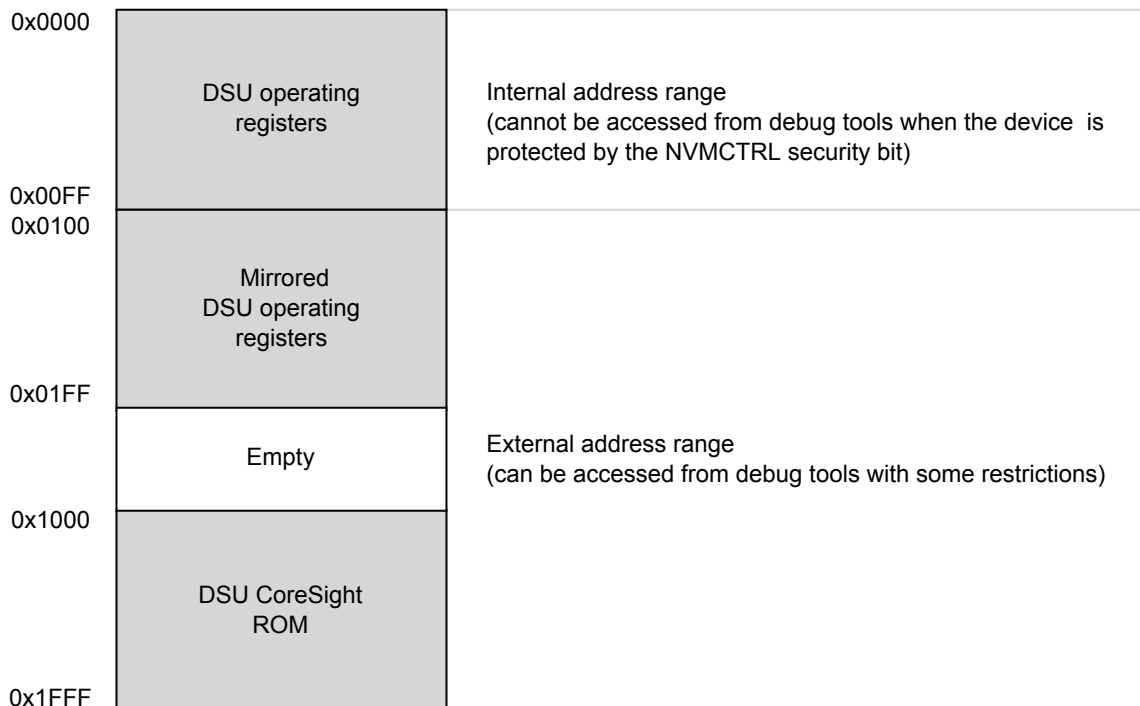 0x0000
DSU operating
registers
Internal address range
(cannot be accessed from debug tools when the device is
protected by the NVMCTRL security bit)
0x00FF
0x0100
Mirrored
DSU operating
registers
0x01FF
Empty
External address range
(can be accessed from debug tools with some restrictions)
0x1000
DSU CoreSight
ROM
0x1FFF